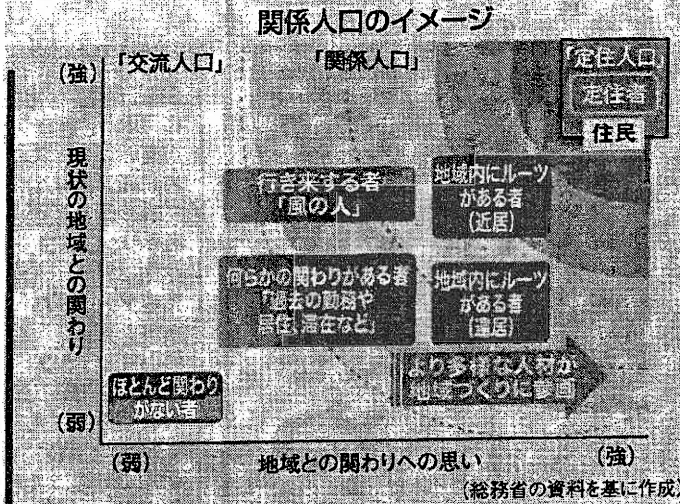 関係人口のイメージ
(強)
「交流人口」
「関係人口」
「定住人口」
定住者
住民
現状の地域との関わり
行き来する者
「風の人」
地域内にルーツ
がある者
(近居)
何らかの関わりがある者
「過去の勤務や
居住、滞在など」
地域内にルーツ
がある者
(遠居)
より多様な人材が
地域づくりに参画
ほとんど関わり
がない者
(弱)
(弱)
地域との関わりへの思い
(強)
(総務省の資料を基に作成)